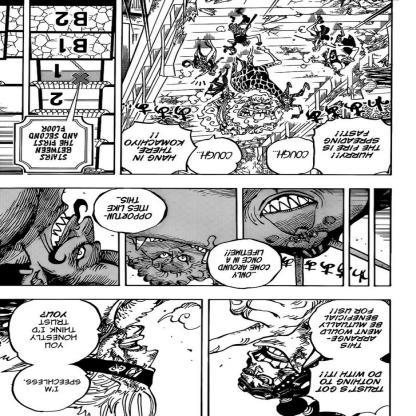 I'M
SPEECHLESS.
YOU
HONESTLY
THINK I'D
TRUST
YOU?
TRUST'S GOT
NOTHING TO
DO WITH IT!!
THIS
ARRANGE-
MENT WOULD
BE MUTUALLY
BENEFICIAL
FOR US!!
OPPORTUN-
ITIES LIKE
THIS...
...ONLY
COME AROUND
ONCE IN A
LIFETIME!!
STAIRS
BETWEEN
THE FIRST
AND SECOND
FLOOR
2
1
B1
B2
COUGH..
HANG
IN THERE,
KOMACHIYO
!!
COUGH..
HURRY!!
THE FIRE IS
SPREADING
FAST!!